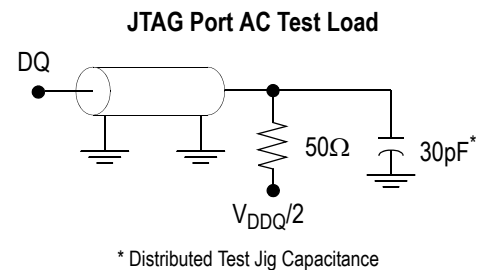 JTAG Port AC Test Load
DQ
50Ω
30pF*
VDDQ/2
* Distributed Test Jig Capacitance